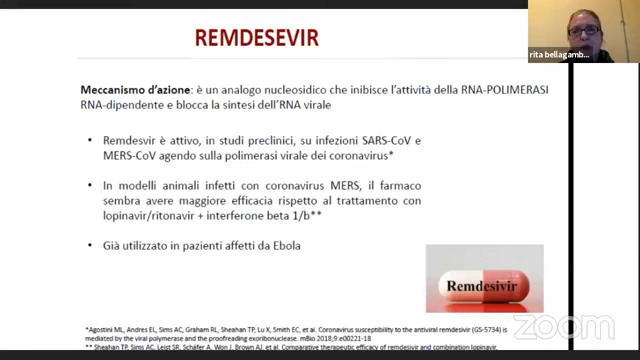 REMDESEVIR
rita bellagamb...
Meccanismo d'azione: è un analogo nucleosidico che inibisce l'attività della RNA-POLIMERASI
RNA-dipendente e blocca la sintesi dell'RNA virale
• Remdesvir è attivo, in studi preclinici, su infezioni SARS-CoV e
MERS-CoV agendo sulla polimerasi virale dei coronavirus*
• In modelli animali infetti con coronavirus MERS, il farmaco
sembra avere maggiore efficacia rispetto al trattamento con
lopinavir/ritonavir + interferone beta 1/b**
• Già utilizzato in pazienti affetti da Ebola
Remdesivir
*Agostini ML, Andres EL, Sims AC, Graham RL, Sheahan TP, Lu X, Smith EC, et al. Coronavirus susceptibility to the antiviral remdesivir (GS-5734) is
mediated by the viral polymerase and the proofreading exoribonuclease. mBio 2018;9:e00221-18
** Sheahan TP, Sims AC, Leist SR, Schäfer A, Won J, Brown AJ, et al. Comparative therapeutic efficacy of remdesivir and combination lopinavir,
zoom